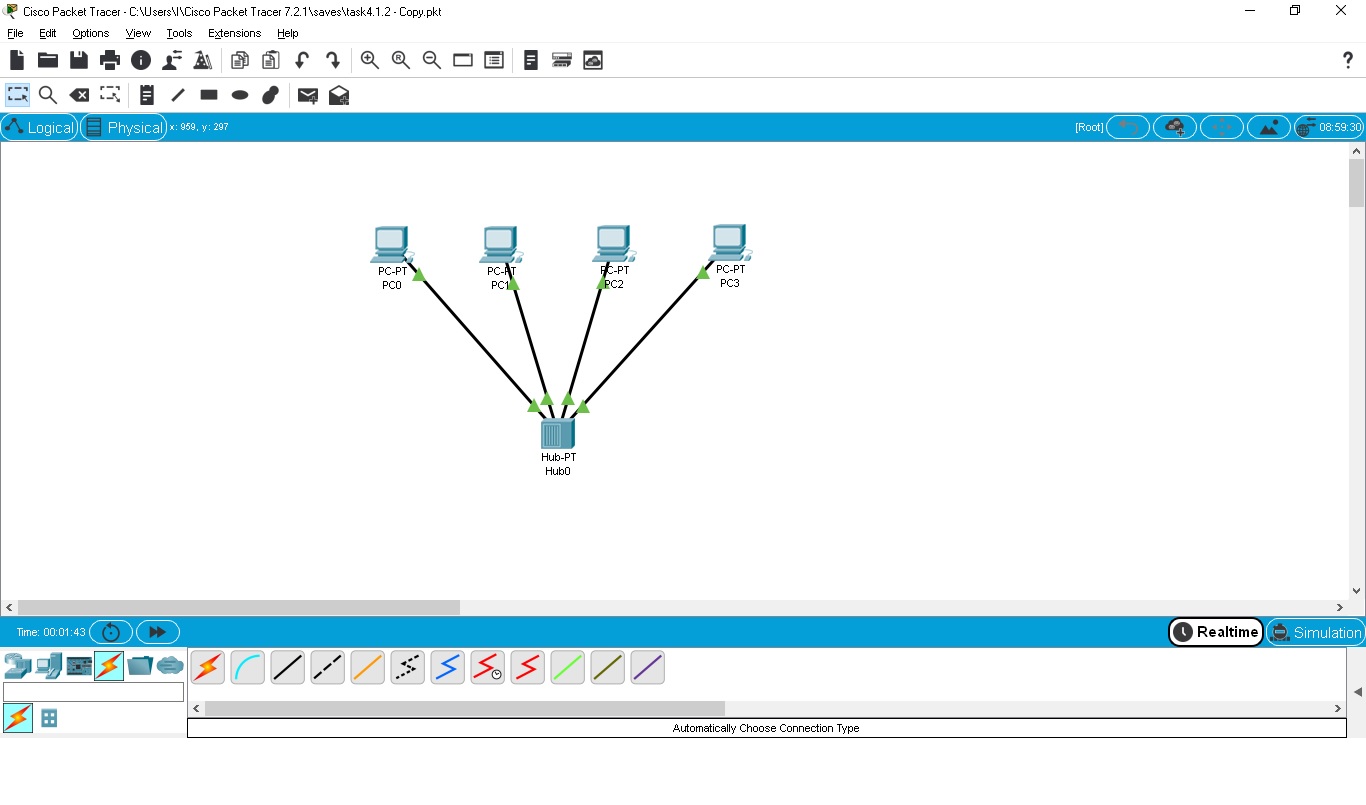 Cisco Packet Tracer - C:\Users\I\Cisco Packet Tracer 7.2.1\saves\task4.1.2 - Copy.pkt
File Edit Options View Tools Extensions Help
?
Logical Physical x: 959, y: 297 [Root] 08:59:30
PC-PT
PC0
PC-PT
PC1
PC-PT
PC2
PC-PT
PC3
Hub-PT
Hub0
Time: 00:01:43 Realtime Simulation
Automatically Choose Connection Type